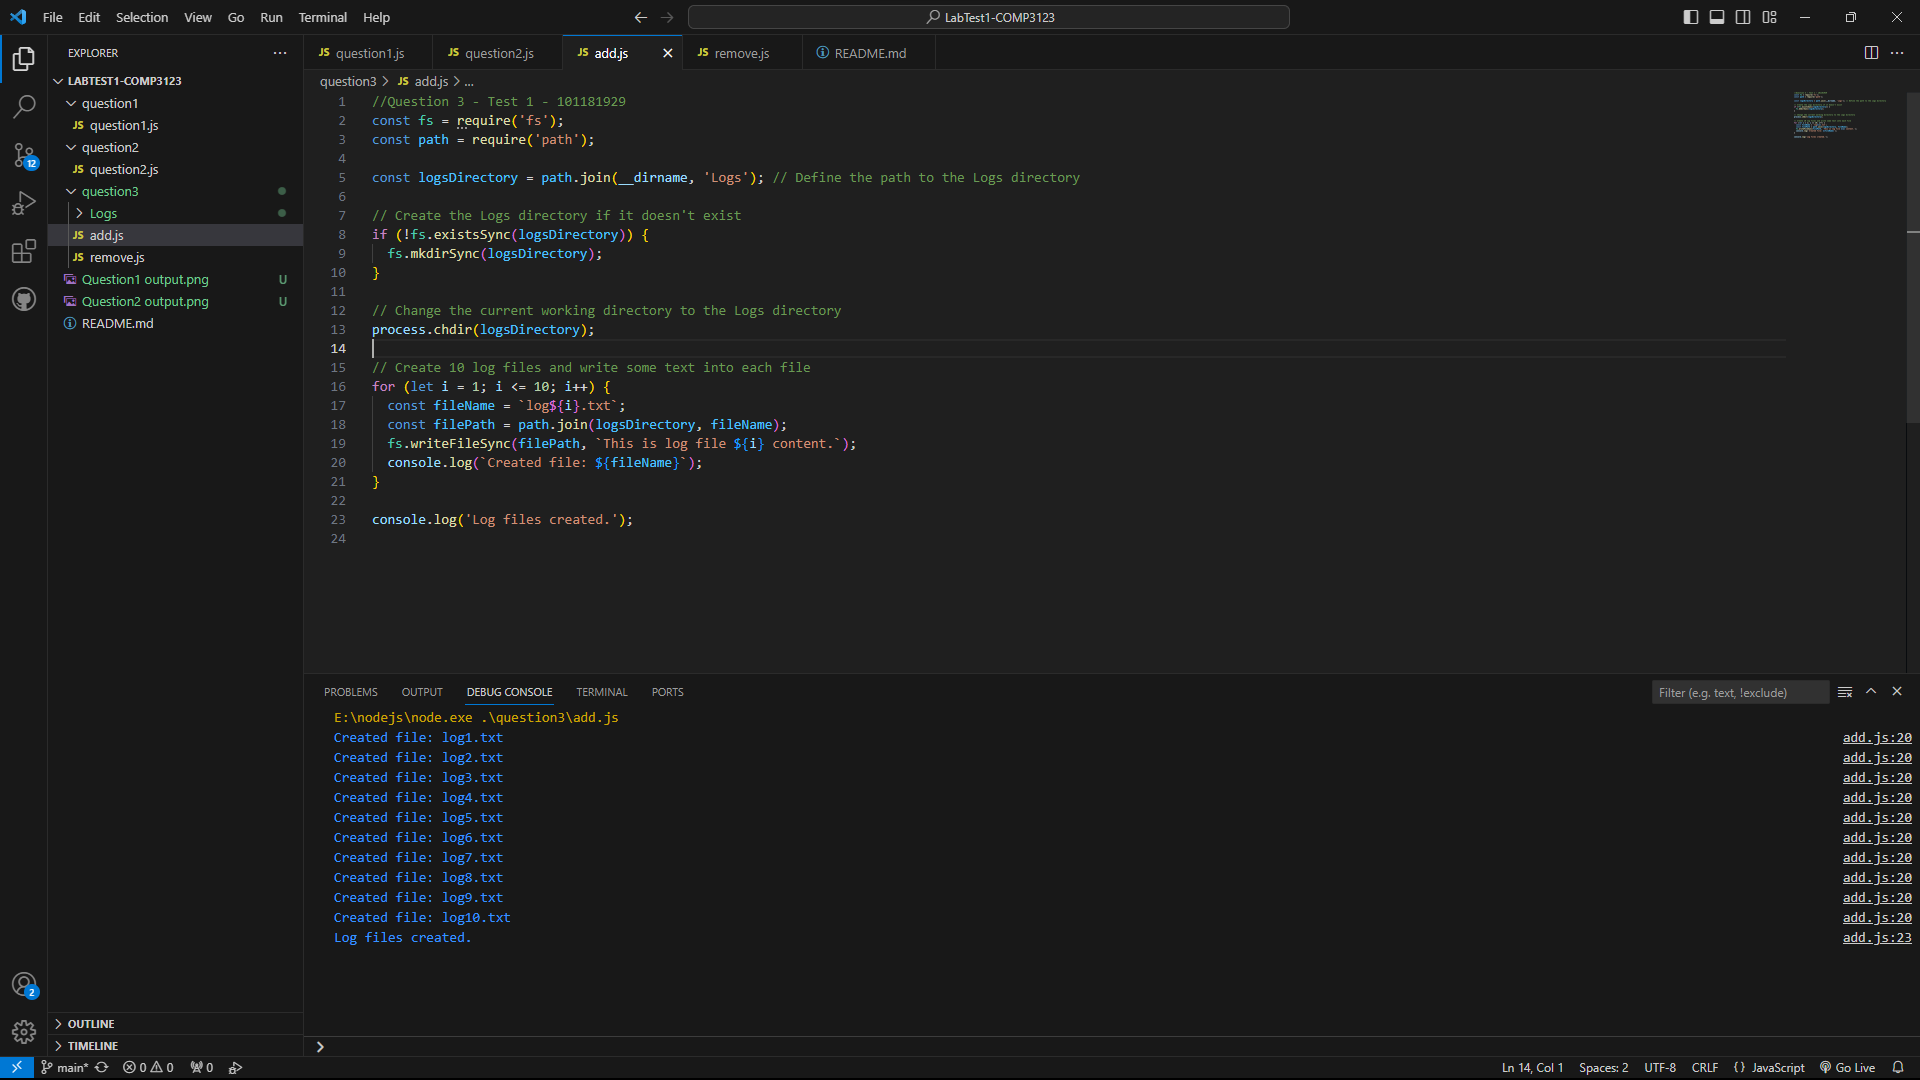 File Edit Selection View Go Run Terminal Help
LabTest1-COMP3123
EXPLORER
LABTEST1-COMP3123
question1
JS question1.js
question2
JS question2.js
question3
Logs
JS add.js
JS remove.js
Question1 output.png U
Question2 output.png U
README.md
OUTLINE
TIMELINE
12
2
JS question1.js JS question2.js JS add.js JS remove.js README.md
question3 > JS add.js > ...
1 //Question 3 - Test 1 - 101181929
2 const fs = require('fs');
3 const path = require('path');
4
5 const logsDirectory = path.join(__dirname, 'Logs'); // Define the path to the Logs directory
6
7 // Create the Logs directory if it doesn't exist
8 if (!fs.existsSync(logsDirectory)) {
9 fs.mkdirSync(logsDirectory);
10 }
11
12 // Change the current working directory to the Logs directory
13 process.chdir(logsDirectory);
14
15 // Create 10 log files and write some text into each file
16 for (let i = 1; i <= 10; i++) {
17 const fileName = `log${i}.txt`;
18 const filePath = path.join(logsDirectory, fileName);
19 fs.writeFileSync(filePath, `This is log file ${i} content.`);
20 console.log(`Created file: ${fileName}`);
21 }
22
23 console.log('Log files created.');
24
PROBLEMS OUTPUT DEBUG CONSOLE TERMINAL PORTS
Filter (e.g. text, !exclude)
E:\nodejs\node.exe .\question3\add.js
Created file: log1.txt add.js:20
Created file: log2.txt add.js:20
Created file: log3.txt add.js:20
Created file: log4.txt add.js:20
Created file: log5.txt add.js:20
Created file: log6.txt add.js:20
Created file: log7.txt add.js:20
Created file: log8.txt add.js:20
Created file: log9.txt add.js:20
Created file: log10.txt add.js:20
Log files created. add.js:23
main* 0 0 0 Ln 14, Col 1 Spaces: 2 UTF-8 CRLF {} JavaScript Go Live